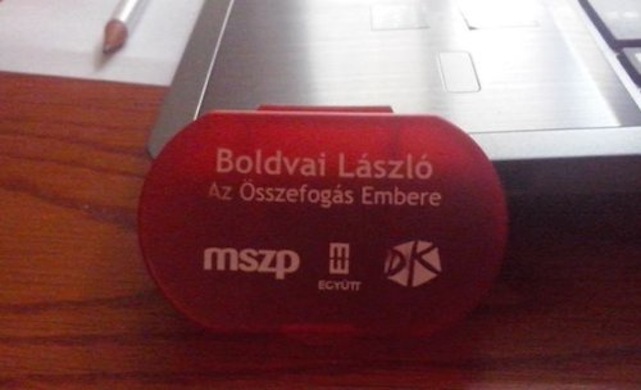 Boldvai László
Az Összefogás Embere
mszp
EGYÜTT
DK